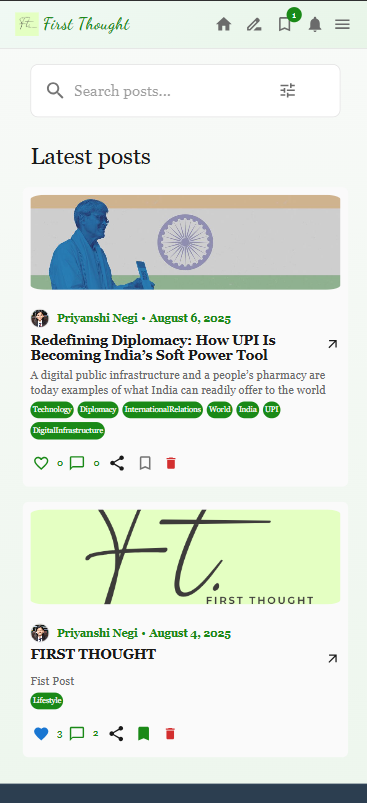 Ft. First Thought
1
Search posts...
Latest posts
Priyanshi Negi • August 6, 2025
Redefining Diplomacy: How UPI Is
Becoming India's Soft Power Tool
A digital public infrastructure and a people's pharmacy are
today examples of what India can readily offer to the world
Technology Diplomacy InternationalRelations World India UPI
DigitalInfrastructure
0 0
Ft.
FIRST THOUGHT
Priyanshi Negi • August 4, 2025
FIRST THOUGHT
Fist Post
Lifestyle
3 2